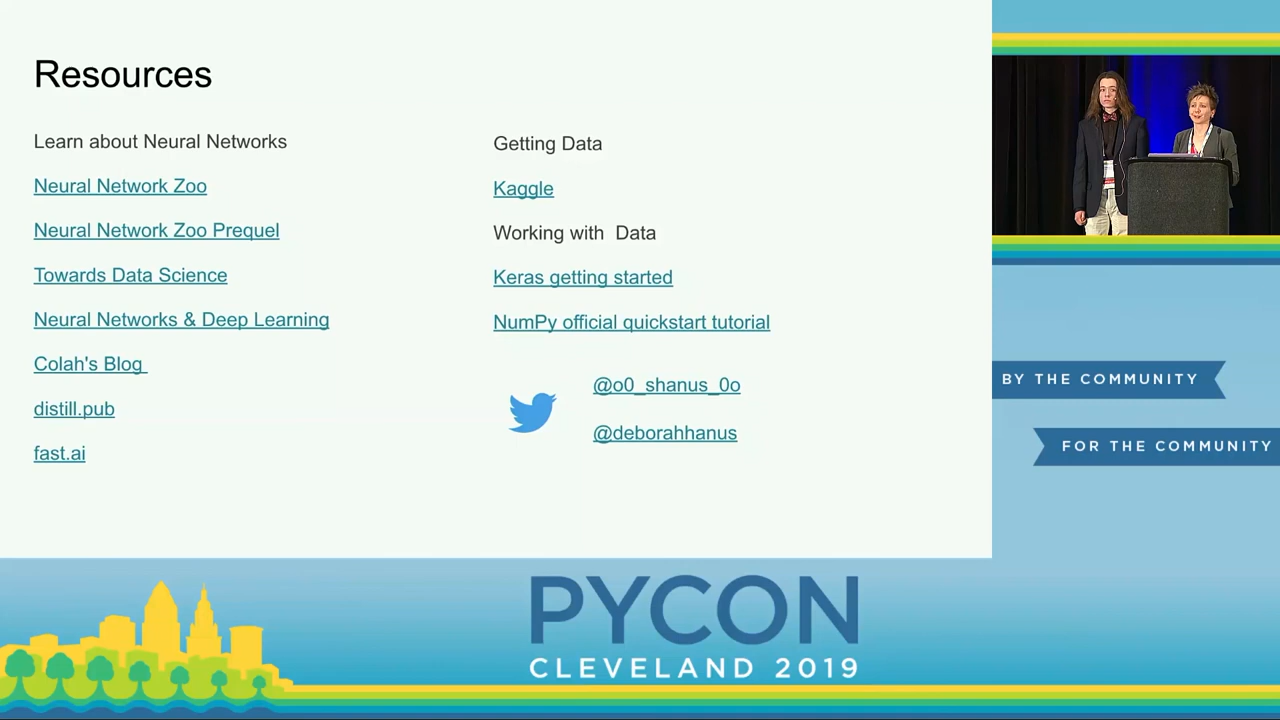 Resources
Learn about Neural Networks
Neural Network Zoo
Neural Network Zoo Prequel
Towards Data Science
Neural Networks & Deep Learning
Colah's Blog
distill.pub
fast.ai
Getting Data
Kaggle
Working with  Data
Keras getting started
NumPy official quickstart tutorial
@o0_shanus_0o
@deborahhanus
BY THE COMMUNITY
FOR THE COMMUNITY
PYCON
CLEVELAND 2019